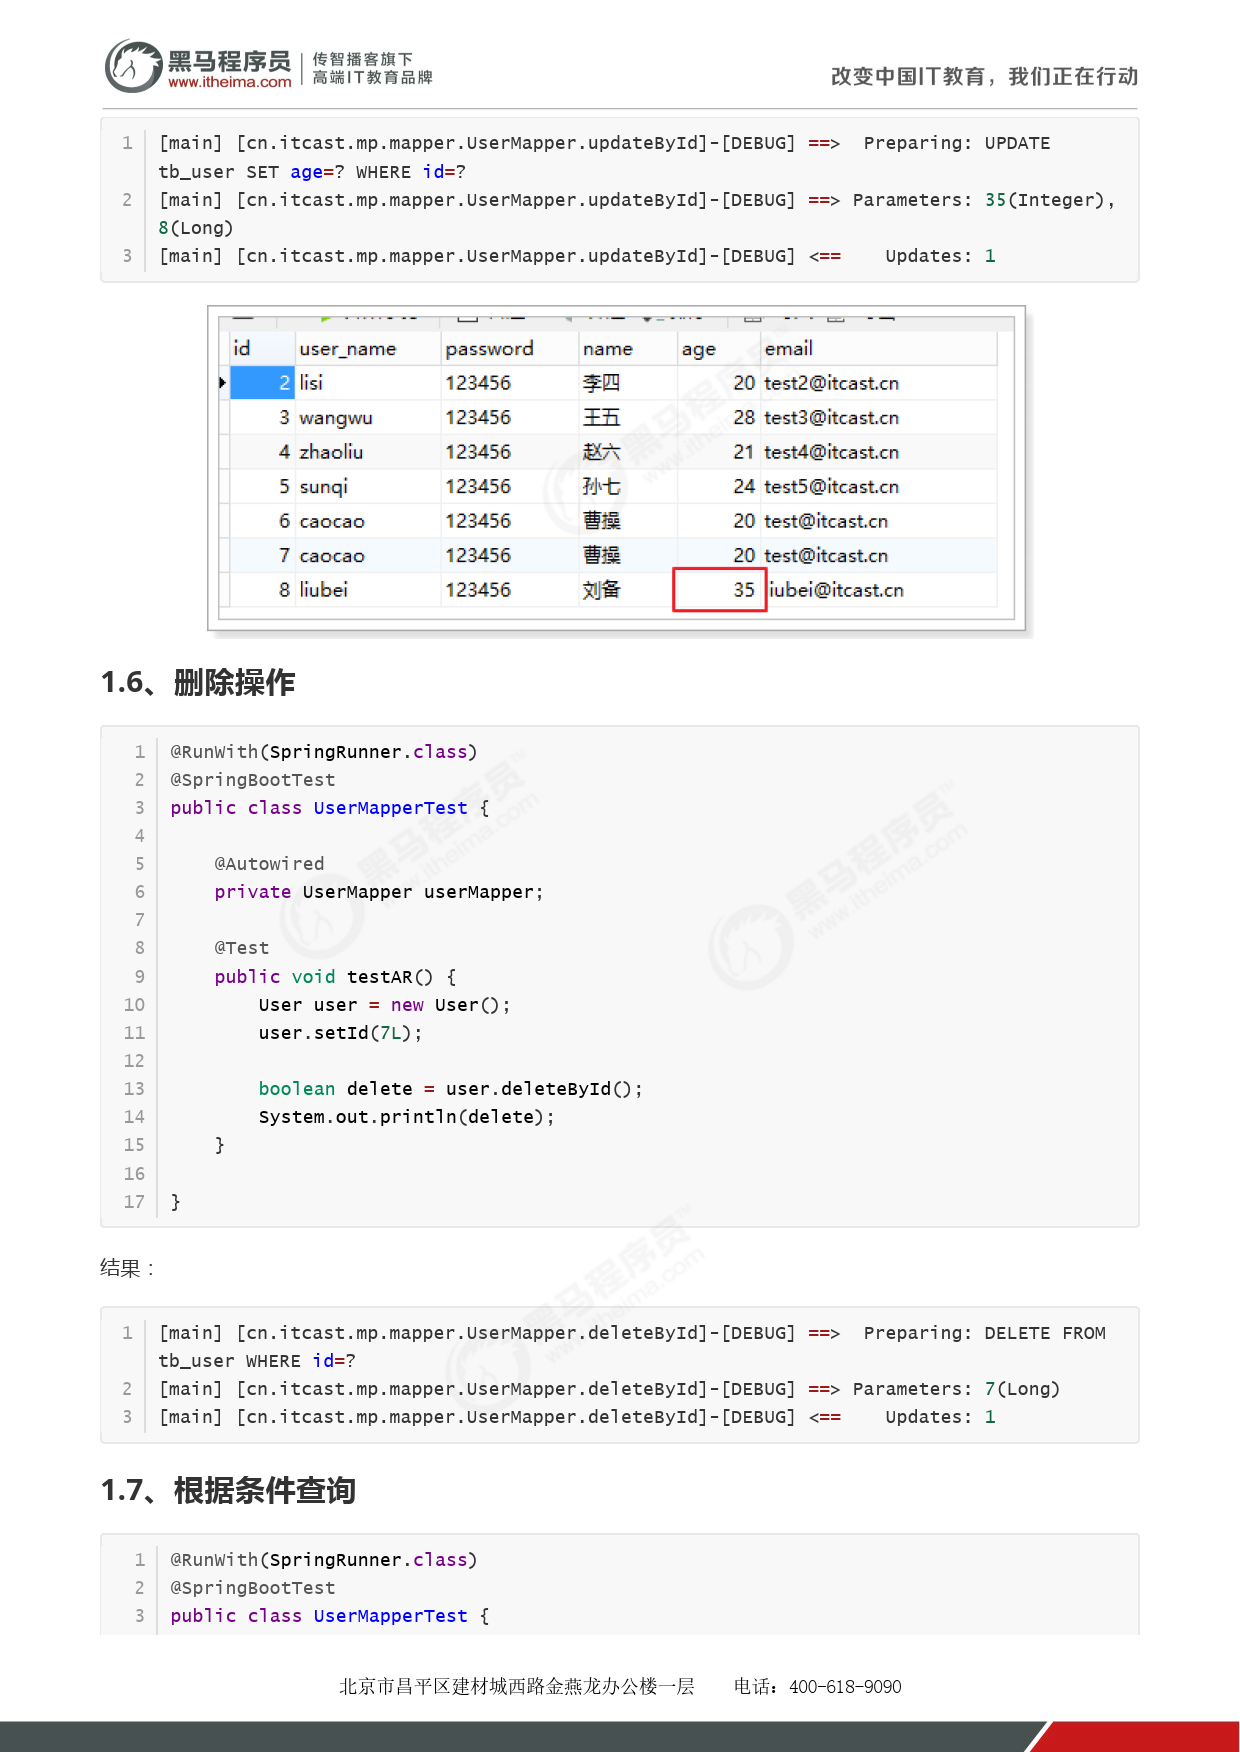 黑马程序员
www.itheima.com
传智播客旗下
高端IT教育品牌
改变中国IT教育，我们正在行动
1 [main] [cn.itcast.mp.mapper.UserMapper.updateById]-[DEBUG] ==>  Preparing: UPDATE
tb_user SET age=? WHERE id=?
2 [main] [cn.itcast.mp.mapper.UserMapper.updateById]-[DEBUG] ==> Parameters: 35(Integer),
8(Long)
3 [main] [cn.itcast.mp.mapper.UserMapper.updateById]-[DEBUG] <==    Updates: 1
id user_name password name age email
2 lisi 123456 李四 20 test2@itcast.cn
3 wangwu 123456 王五 28 test3@itcast.cn
4 zhaoliu 123456 赵六 21 test4@itcast.cn
5 sunqi 123456 孙七 24 test5@itcast.cn
6 caocao 123456 曹操 20 test@itcast.cn
7 caocao 123456 曹操 20 test@itcast.cn
8 liubei 123456 刘备 35 iubei@itcast.cn
1.6、删除操作
1 @RunWith(SpringRunner.class)
2 @SpringBootTest
3 public class UserMapperTest {
4
5     @Autowired
6     private UserMapper userMapper;
7
8     @Test
9     public void testAR() {
10         User user = new User();
11         user.setId(7L);
12
13         boolean delete = user.deleteById();
14         System.out.println(delete);
15     }
16
17 }
结果：
1 [main] [cn.itcast.mp.mapper.UserMapper.deleteById]-[DEBUG] ==>  Preparing: DELETE FROM
tb_user WHERE id=?
2 [main] [cn.itcast.mp.mapper.UserMapper.deleteById]-[DEBUG] ==> Parameters: 7(Long)
3 [main] [cn.itcast.mp.mapper.UserMapper.deleteById]-[DEBUG] <==    Updates: 1
1.7、根据条件查询
1 @RunWith(SpringRunner.class)
2 @SpringBootTest
3 public class UserMapperTest {
北京市昌平区建材城西路金燕龙办公楼一层 电话：400-618-9090